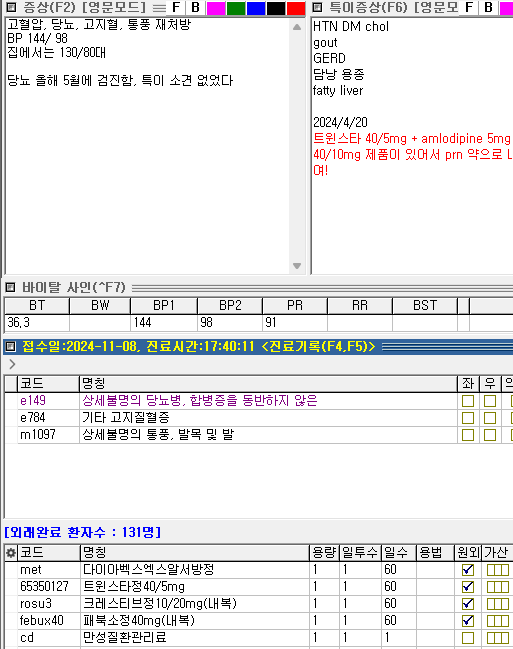 증상(F2) [영문모드] F B
고혈압, 당뇨, 고지혈, 통풍 재처방
BP 144/ 98
집에서는 130/80대
당뇨 올해 5월에 검진함, 특이 소견 없었다
특이증상(F6) [영문모 F B
HTN DM chol
gout
GERD
담낭 용종
fatty liver
2024/4/20
트윈스타 40/5mg + amlodipine 5mg
40/10mg 제품이 있어서 prn 약으로 L
여!
바이탈 사인(^F7)
BT BW BP1 BP2 PR RR BST
36,3 144 98 91
접수일:2024-11-08, 진료시간:17:40:11 <진료기록(F4,F5)>
코드 명칭 좌 우 의
e149 상세불명의 당뇨병, 합병증을 동반하지 않은
e784 기타 고지질혈증
m1097 상세불명의 통풍, 발목 및 발
[외래완료 환자수 : 131명]
코드 명칭 용량 일투수 일수 용법 원외 가산
met 다이아벡스엑스알서방정 1 1 60
65350127 트윈스타정40/5mg 1 1 60
rosu3 크레스티브정10/20mg(내복) 1 1 60
febux40 패북소정40mg(내복) 1 1 60
cd 만성질환관리료 1 1 1